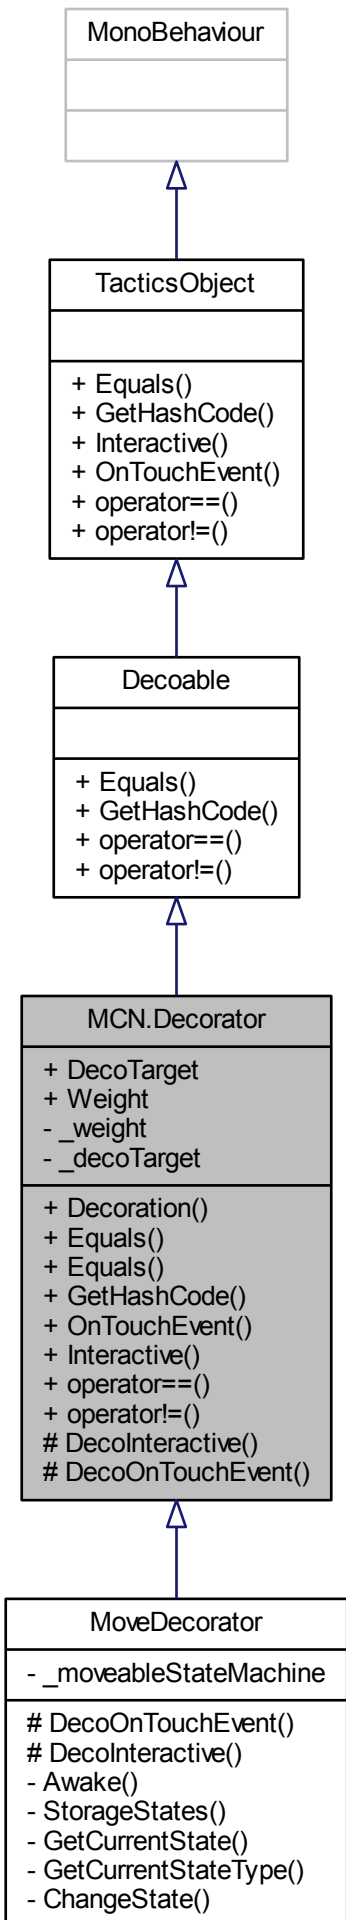 MonoBehaviour
TacticsObject
+ Equals()
+ GetHashCode()
+ Interactive()
+ OnTouchEvent()
+ operator==()
+ operator!=()
Decoable
+ Equals()
+ GetHashCode()
+ operator==()
+ operator!=()
MCN.Decorator
+ DecoTarget
+ Weight
- _weight
- _decoTarget
+ Decoration()
+ Equals()
+ Equals()
+ GetHashCode()
+ OnTouchEvent()
+ Interactive()
+ operator==()
+ operator!=()
# DecoInteractive()
# DecoOnTouchEvent()
MoveDecorator
- _moveableStateMachine
# DecoOnTouchEvent()
# DecoInteractive()
- Awake()
- StorageStates()
- GetCurrentState()
- GetCurrentStateType()
- ChangeState()